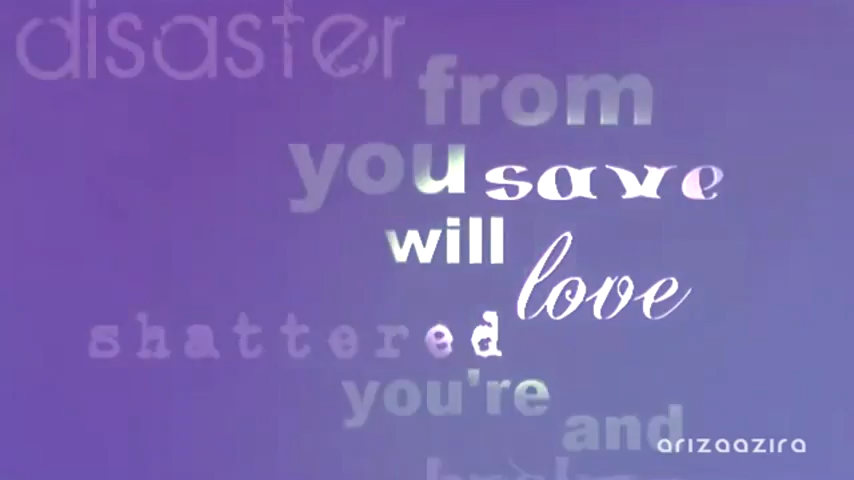 disaster
from
you save
will
love
shattered
you're
and
arizaazira